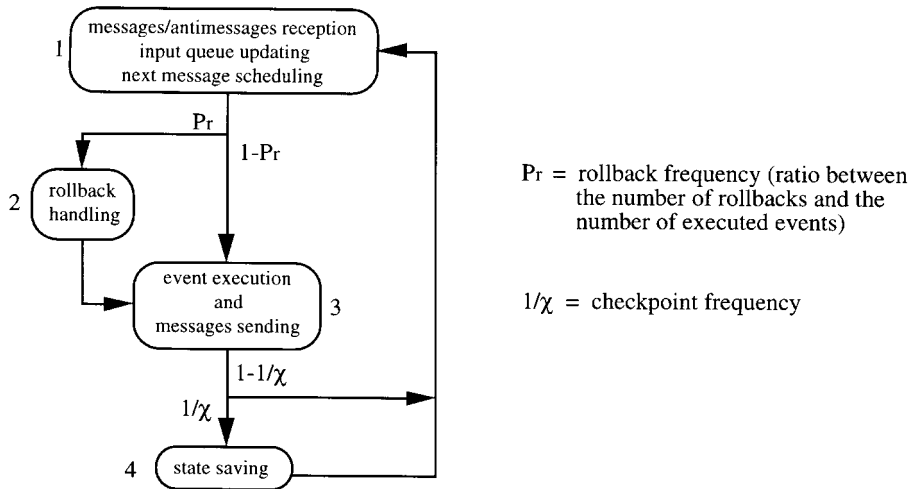 1
messages/antimessages reception
input queue updating
next message scheduling
Pr
1-Pr
2
rollback
handling
event execution
and
messages sending
3
1-1/χ
1/χ
4
state saving
Pr = rollback frequency (ratio between
the number of rollbacks and the
number of executed events)
1/χ = checkpoint frequency